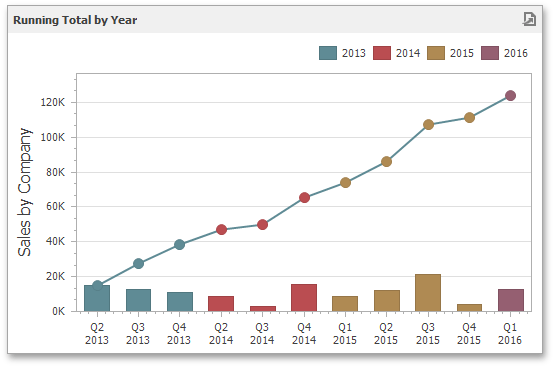 Running Total by Year
2013 2014 2015 2016
Sales by Company
120K
100K
80K
60K
40K
20K
0K
Q2 Q3 Q4 Q2 Q3 Q4 Q1 Q2 Q3 Q4 Q1
2013 2013 2013 2014 2014 2014 2015 2015 2015 2015 2016